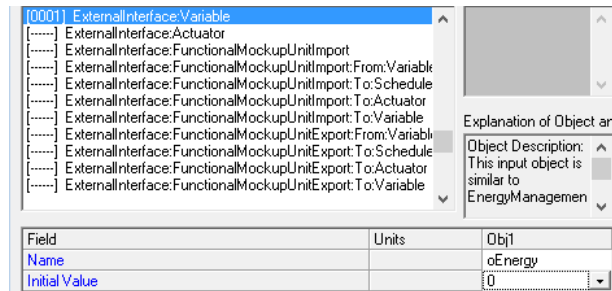 [0001] ExternalInterface:Variable
[------] ExternalInterface:Actuator
[------] ExternalInterface:FunctionalMockupUnitImport
[------] ExternalInterface:FunctionalMockupUnitImport:From:Variable
[------] ExternalInterface:FunctionalMockupUnitImport:To:Schedule
[------] ExternalInterface:FunctionalMockupUnitImport:To:Actuator
[------] ExternalInterface:FunctionalMockupUnitImport:To:Variable
[------] ExternalInterface:FunctionalMockupUnitExport:From:Variable
[------] ExternalInterface:FunctionalMockupUnitExport:To:Schedule
[------] ExternalInterface:FunctionalMockupUnitExport:To:Actuator
[------] ExternalInterface:FunctionalMockupUnitExport:To:Variable
Explanation of Object ar
Object Description:
This input object is
similar to
EnergyManagemen
Field Units Obj1
Name oEnergy
Initial Value 0